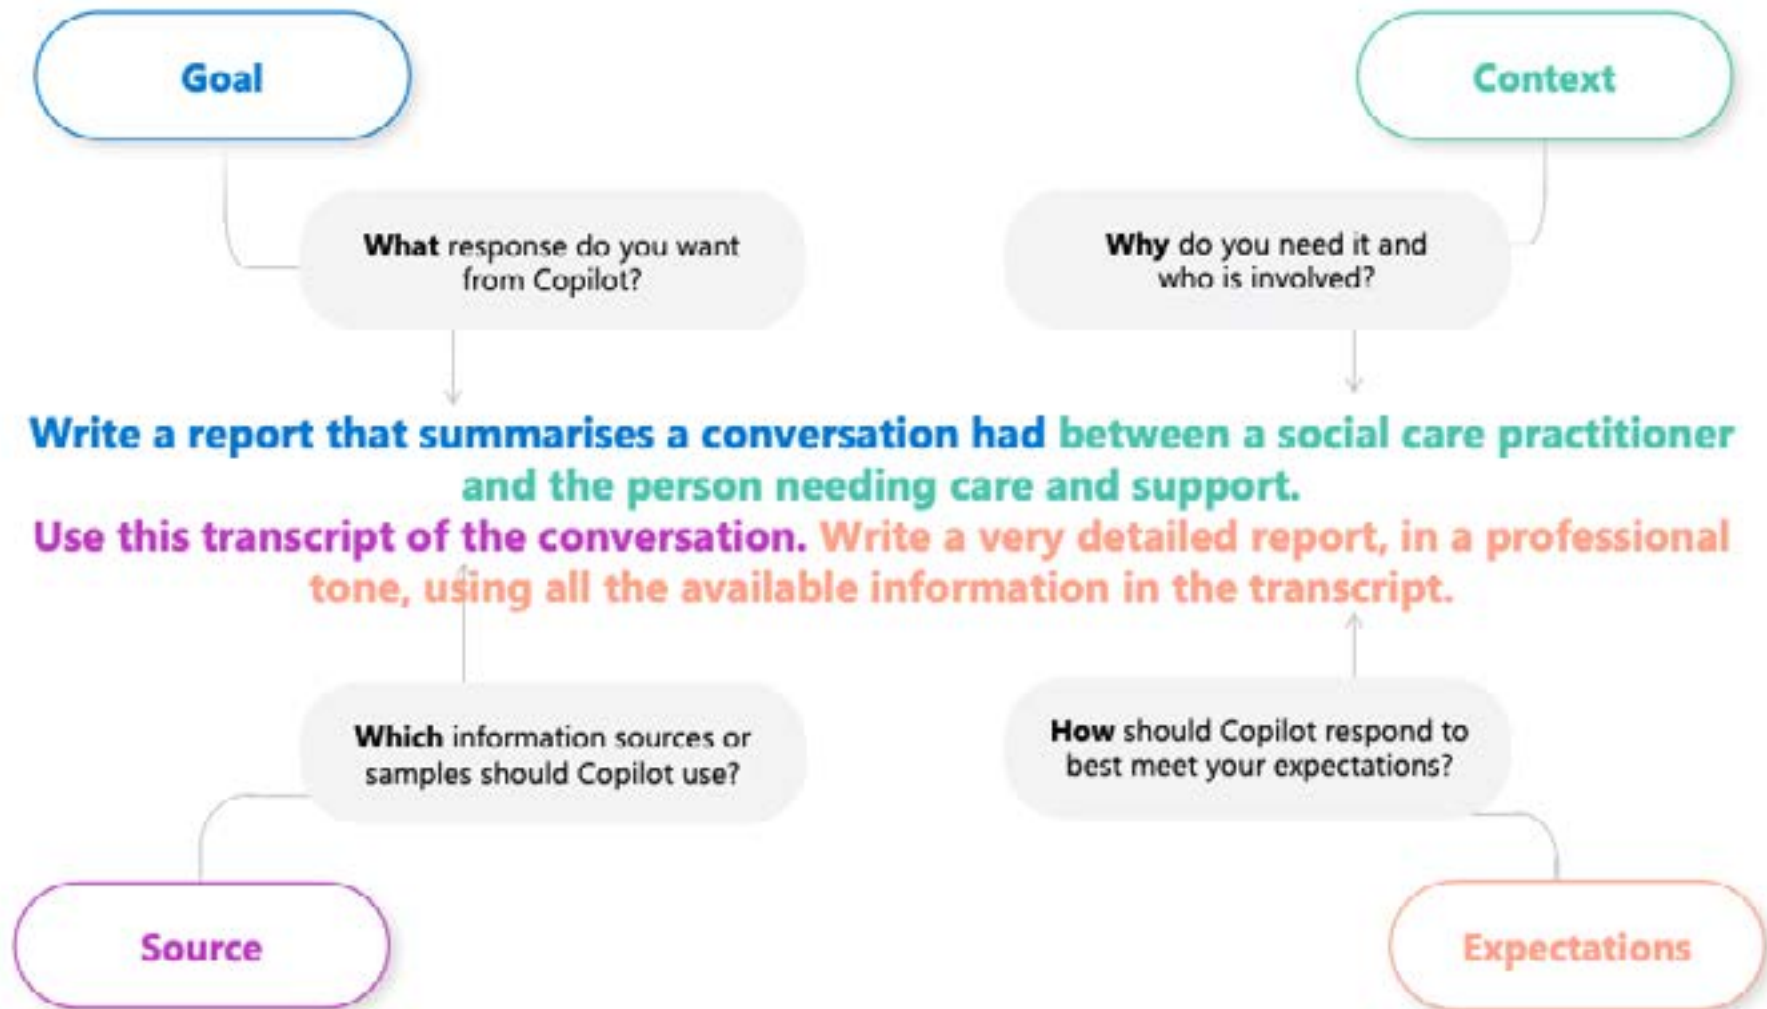 Goal
Context
What response do you want
from Copilot?
Why do you need it and
who is involved?
Write a report that summarises a conversation had between a social care practitioner
and the person needing care and support.
Use this transcript of the conversation. Write a very detailed report, in a professional
tone, using all the available information in the transcript.
Which information sources or
samples should Copilot use?
How should Copilot respond to
best meet your expectations?
Source
Expectations